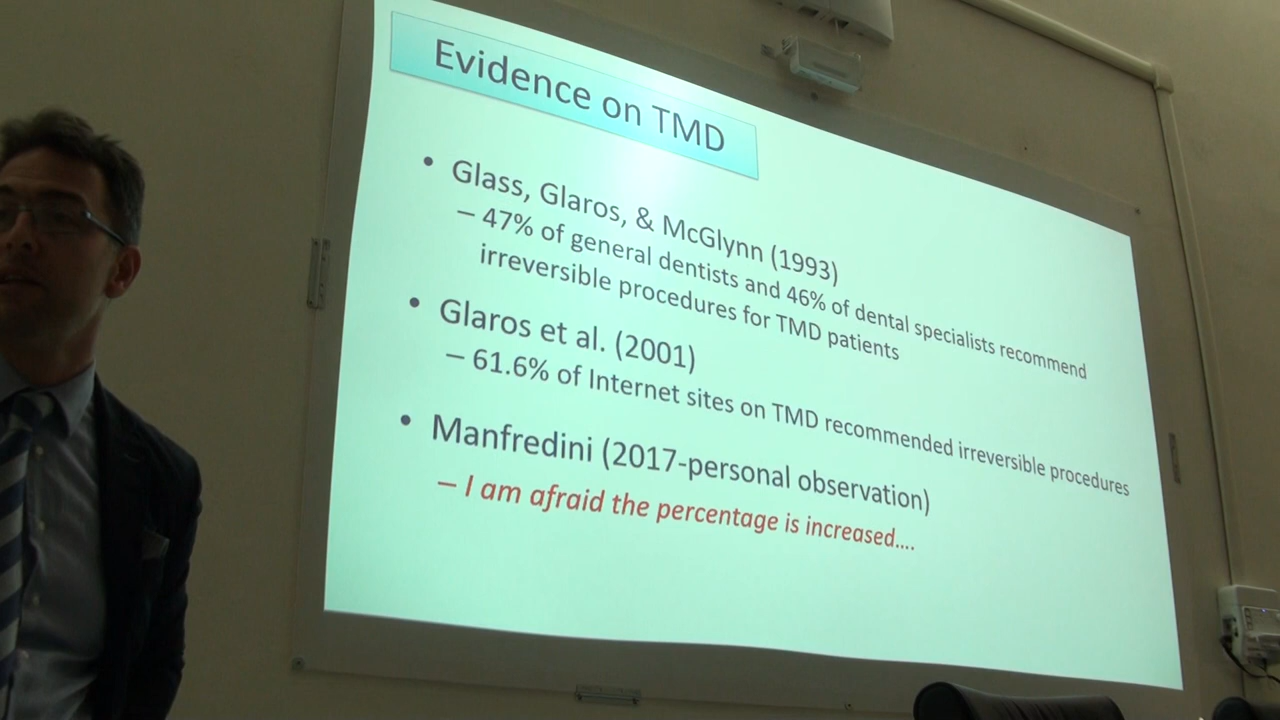 Evidence on TMD
• Glass, Glaros, & McGlynn (1993)
– 47% of general dentists and 46% of dental specialists recommend
irreversible procedures for TMD patients
• Glaros et al. (2001)
– 61.6% of Internet sites on TMD recommended irreversible procedures
• Manfredini (2017-personal observation)
– I am afraid the percentage is increased....